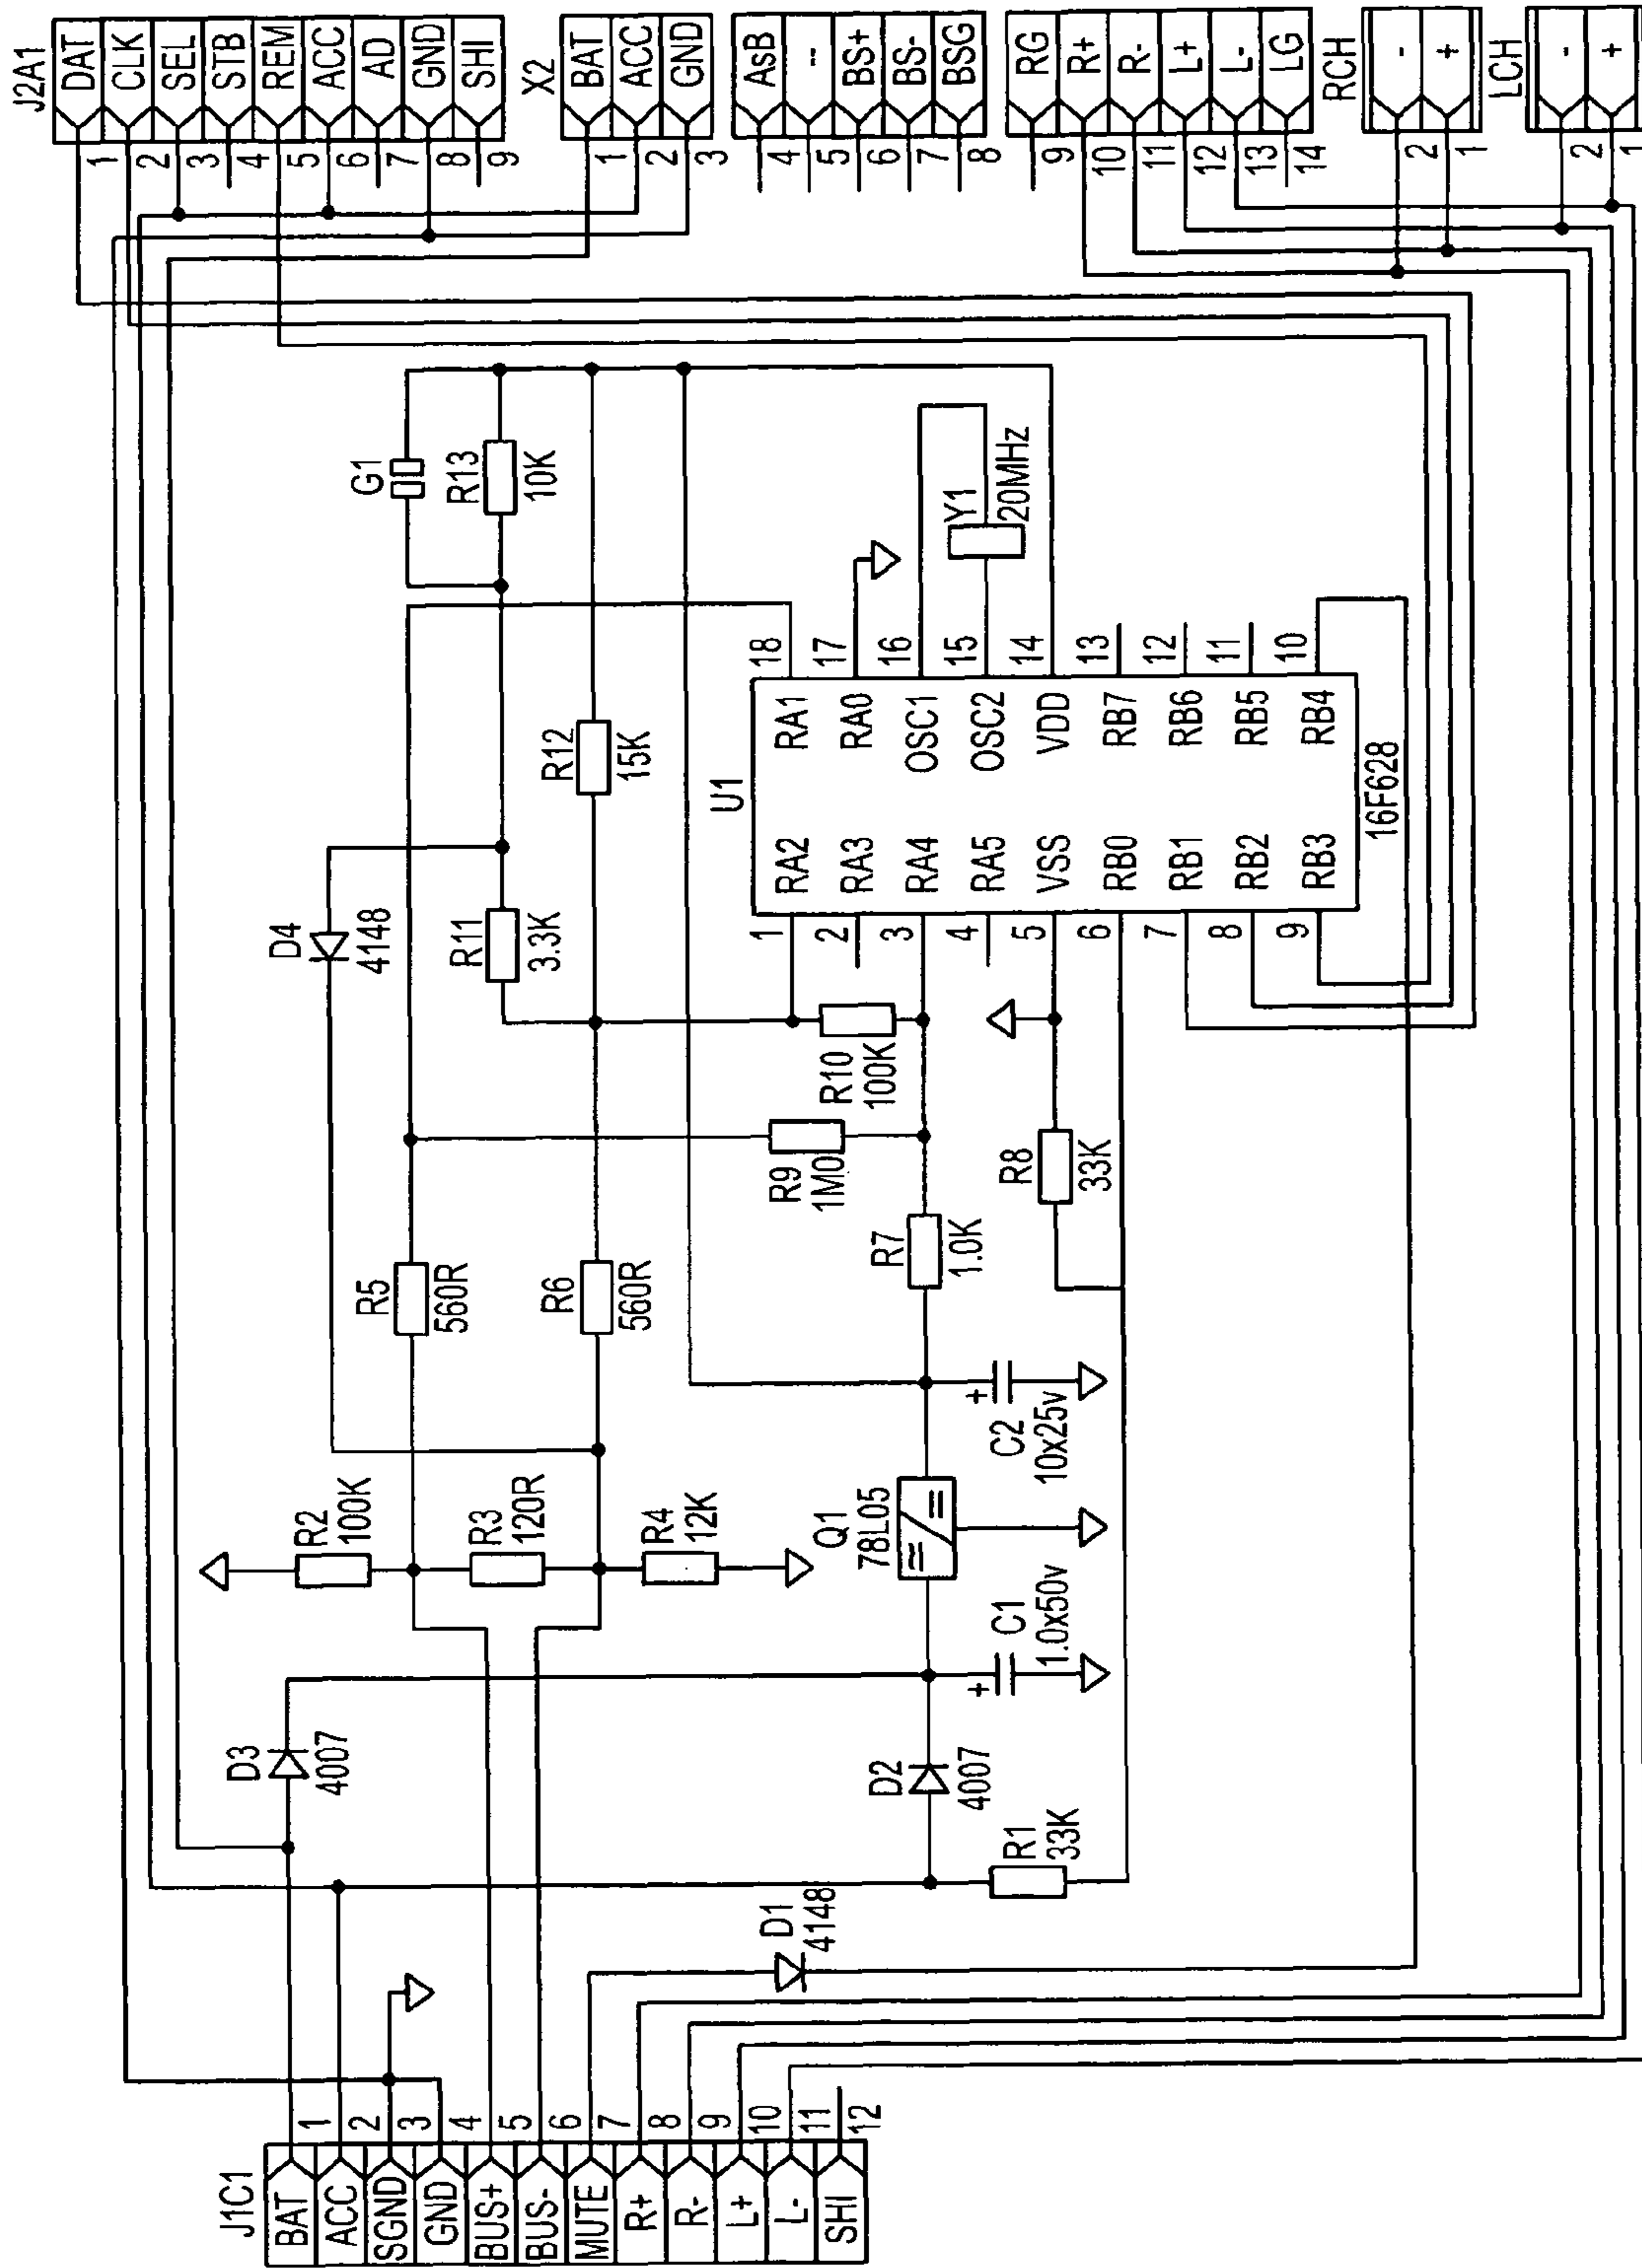 J1C1
BAT 1
ACC 2
SGND 3
GND 4
BUS+ 5
BUS- 6
MUTE 7
R+ 8
R- 9
L+ 10
L- 11
SHI 12
D3
4007
D1
4148
R1
33K
D2
4007
C1
1.0x50v
R2
100K
R3
120R
R4
12K
Q1
78L05
C2
10x25v
R5
560R
R6
560R
R7
1.0K
R8
33K
R9
1M0
R10
100K
D4
4148
R11
3.3K
R12
15K
G1
R13
10K
U1
1 RA2
2 RA3
3 RA4
4 RA5
5 VSS
6 RB0
7 RB1
8 RB2
9 RB3
RA1 18
RA0 17
OSC1 16
OSC2 15
VDD 14
RB7 13
RB6 12
RB5 11
RB4 10
16F628
Y1
20MHz
J2A1
1 DAT
2 CLK
3 SEL
4 STB
5 REM
6 ACC
7 AD
8 GND
9 SHI
X2
1 BAT
2 ACC
3 GND
4 AsB
5 --
6 BS+
7 BS-
8 BSG
9 RG
10 R+
11 R-
12 L+
13 L-
14 LG
RCH
2 -
1 +
LCH
2 -
1 +
+
+